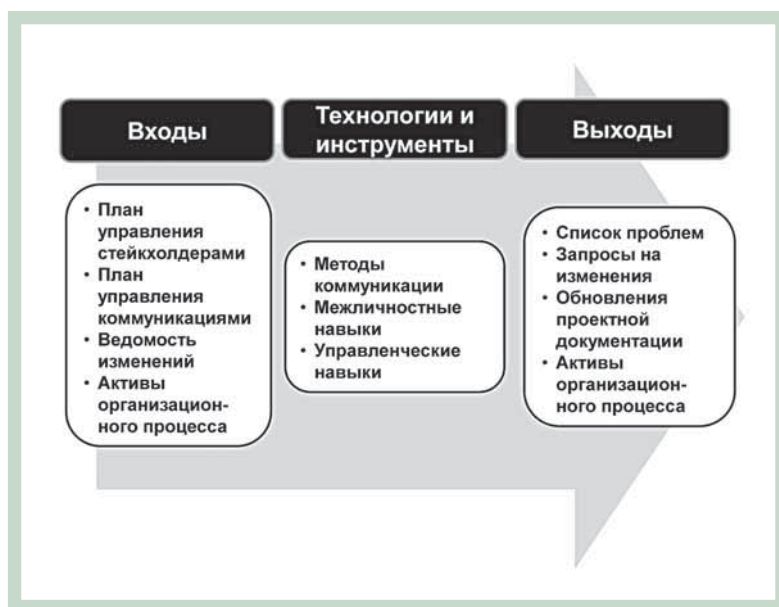 Входы
• План
управления
стейкхолдерами
• План
управления
коммуникациями
• Ведомость
изменений
• Активы
организацион-
ного процесса
Технологии и
инструменты
• Методы
коммуникации
• Межличностные
навыки
• Управленческие
навыки
Выходы
• Список проблем
• Запросы на
изменения
• Обновления
проектной
документации
• Активы
организацион-
ного процесса